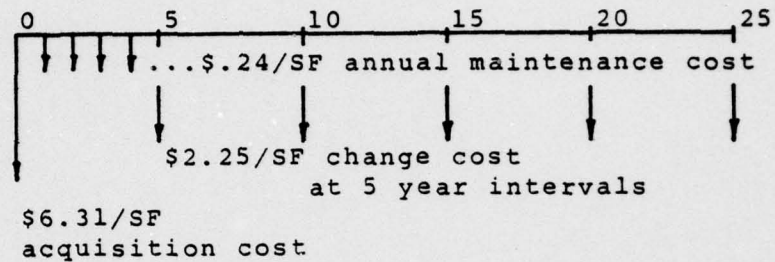 0 5 10 15 20 25
...$.24/SF annual maintenance cost
$2.25/SF change cost
at 5 year intervals
$6.31/SF
acquisition cost